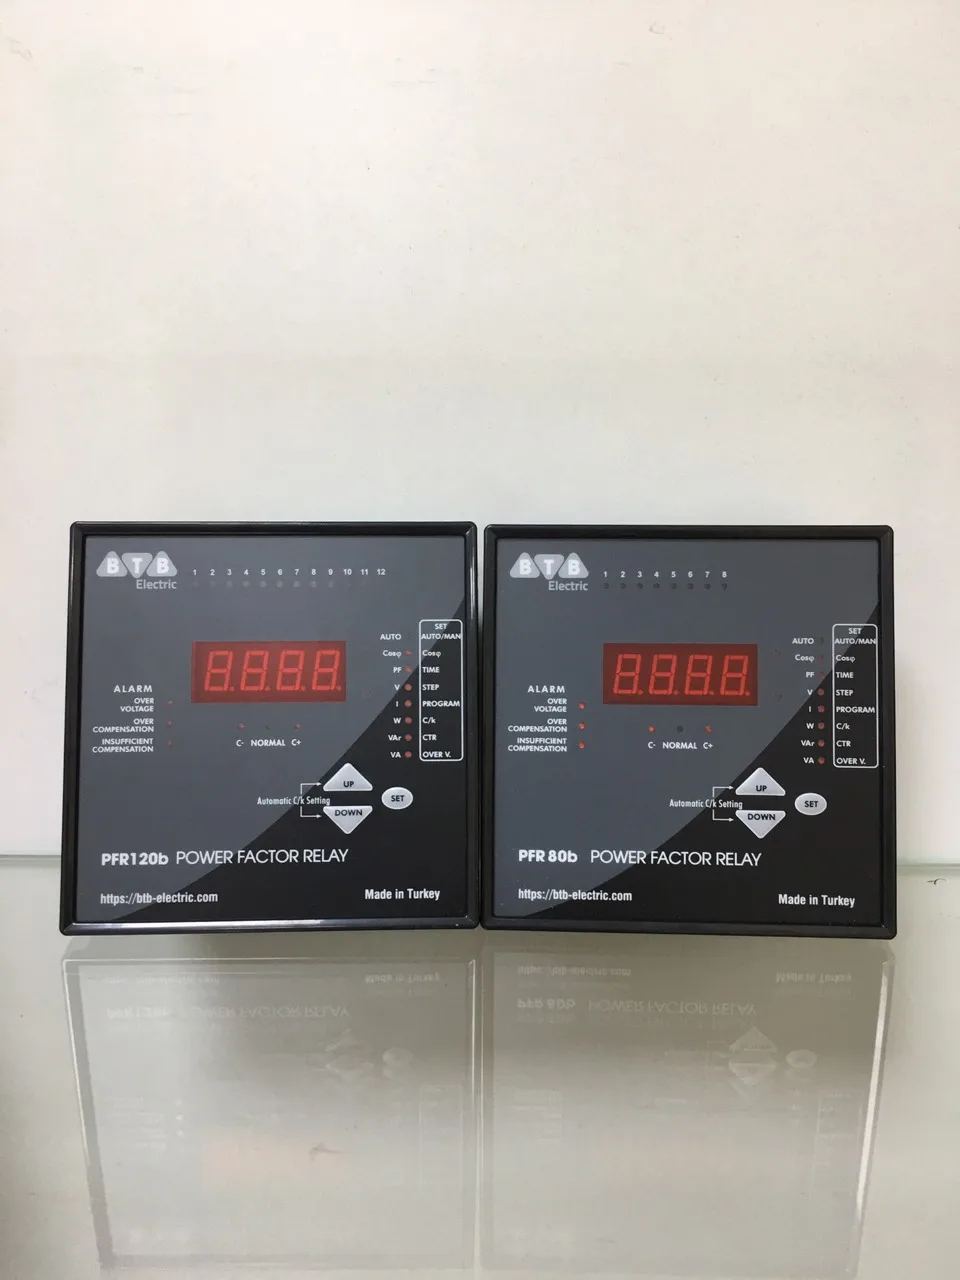 BTB
Electric
1 2 3 4 5 6 7 8 9 10 11 12
8.8.8.8.
SET
AUTO AUTO/MAN
Cosφ Cosφ
PF TIME
V STEP
I PROGRAM
W C/k
VAr CTR
VA OVER V.
ALARM
OVER
VOLTAGE
OVER
COMPENSATION
INSUFFICIENT
COMPENSATION
C- NORMAL C+
Automatic C/k Setting
UP
DOWN
SET
PFR120b POWER FACTOR RELAY
https://btb-electric.com
Made in Turkey
BTB
Electric
1 2 3 4 5 6 7 8
8.8.8.8.
SET
AUTO AUTO/MAN
Cosφ Cosφ
PF TIME
V STEP
I PROGRAM
W C/k
VAr CTR
VA OVER V.
ALARM
OVER
VOLTAGE
OVER
COMPENSATION
INSUFFICIENT
COMPENSATION
C- NORMAL C+
Automatic C/k Setting
UP
DOWN
SET
PFR 80b POWER FACTOR RELAY
https://btb-electric.com
Made in Turkey